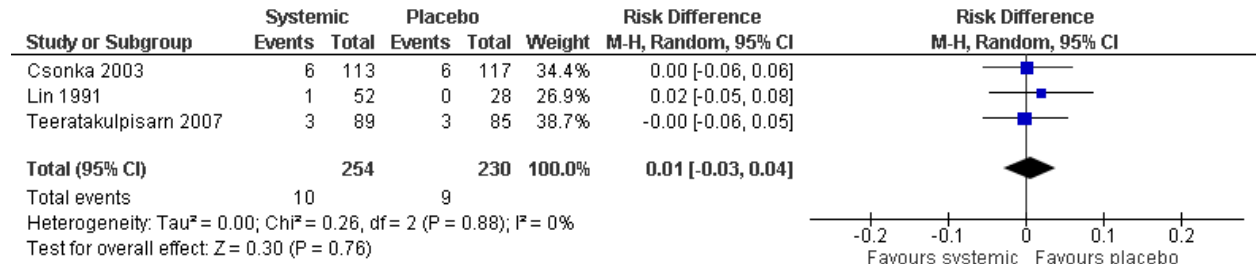 Systemic Placebo Risk Difference Risk Difference
Study or Subgroup Events Total Events Total Weight M-H, Random, 95% CI M-H, Random, 95% CI
Csonka 2003 6 113 6 117 34.4% 0.00 [-0.06, 0.06]
Lin 1991 1 52 0 28 26.9% 0.02 [-0.05, 0.08]
Teeratakulpisarn 2007 3 89 3 85 38.7% -0.00 [-0.06, 0.05]
Total (95% CI) 254 230 100.0% 0.01 [-0.03, 0.04]
Total events 10 9
Heterogeneity: Tau² = 0.00; Chi² = 0.26, df = 2 (P = 0.88); I² = 0%
Test for overall effect: Z = 0.30 (P = 0.76)
-0.2 -0.1 0 0.1 0.2
Favours systemic Favours placebo